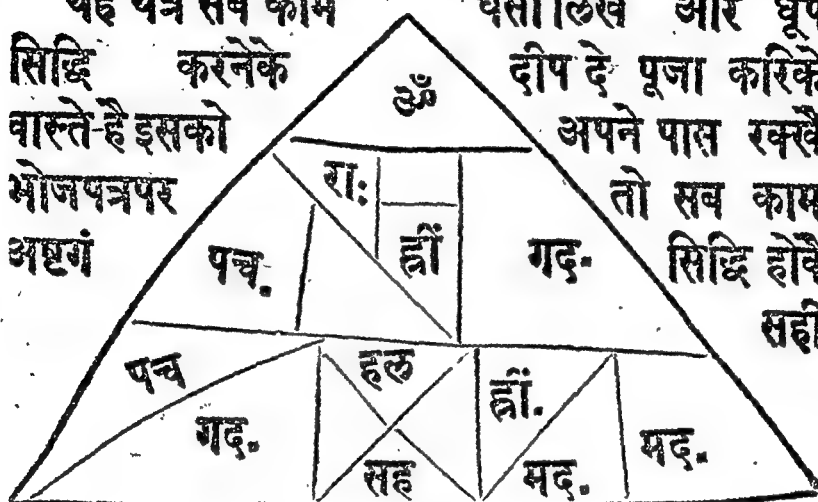 यह यंत्र सब काम
सिद्धि करनेके
वास्ते है इसको
भोजपत्रपर
अष्टगं
धसों लिखे और धूप
दीप दे पूजा करिके
अपने पास रक्खै
तो सब काम
सिद्धि होवै
सही
ॐ
राः
पच.
ह्रीं
गद.
पच
गद.
हल
सह
ह्रीं.
मद.
मद.